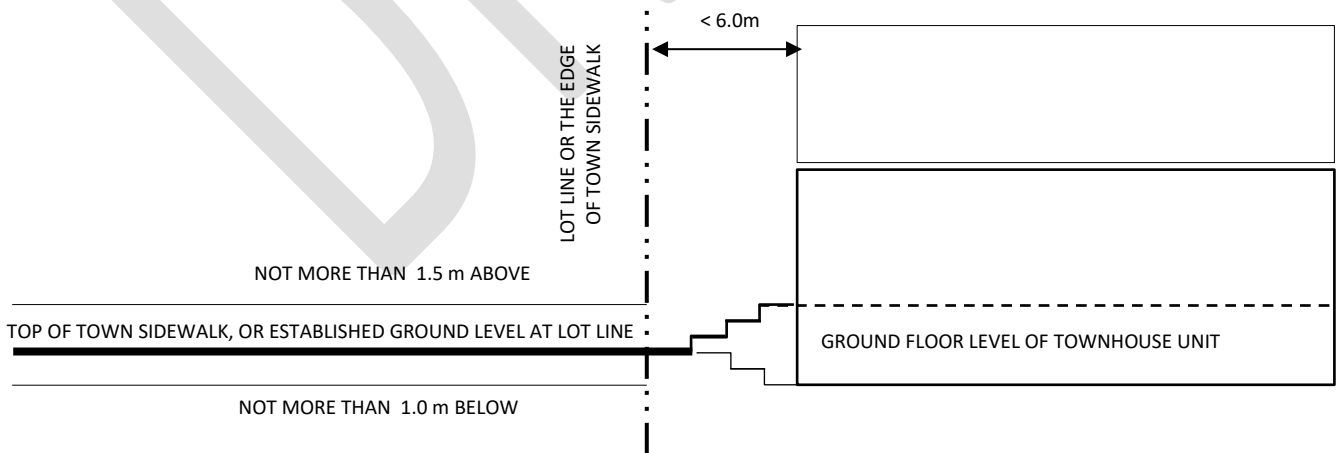 < 6.0m
LOT LINE OR THE EDGE
OF TOWN SIDEWALK
NOT MORE THAN 1.5 m ABOVE
TOP OF TOWN SIDEWALK, OR ESTABLISHED GROUND LEVEL AT LOT LINE
GROUND FLOOR LEVEL OF TOWNHOUSE UNIT
NOT MORE THAN 1.0 m BELOW